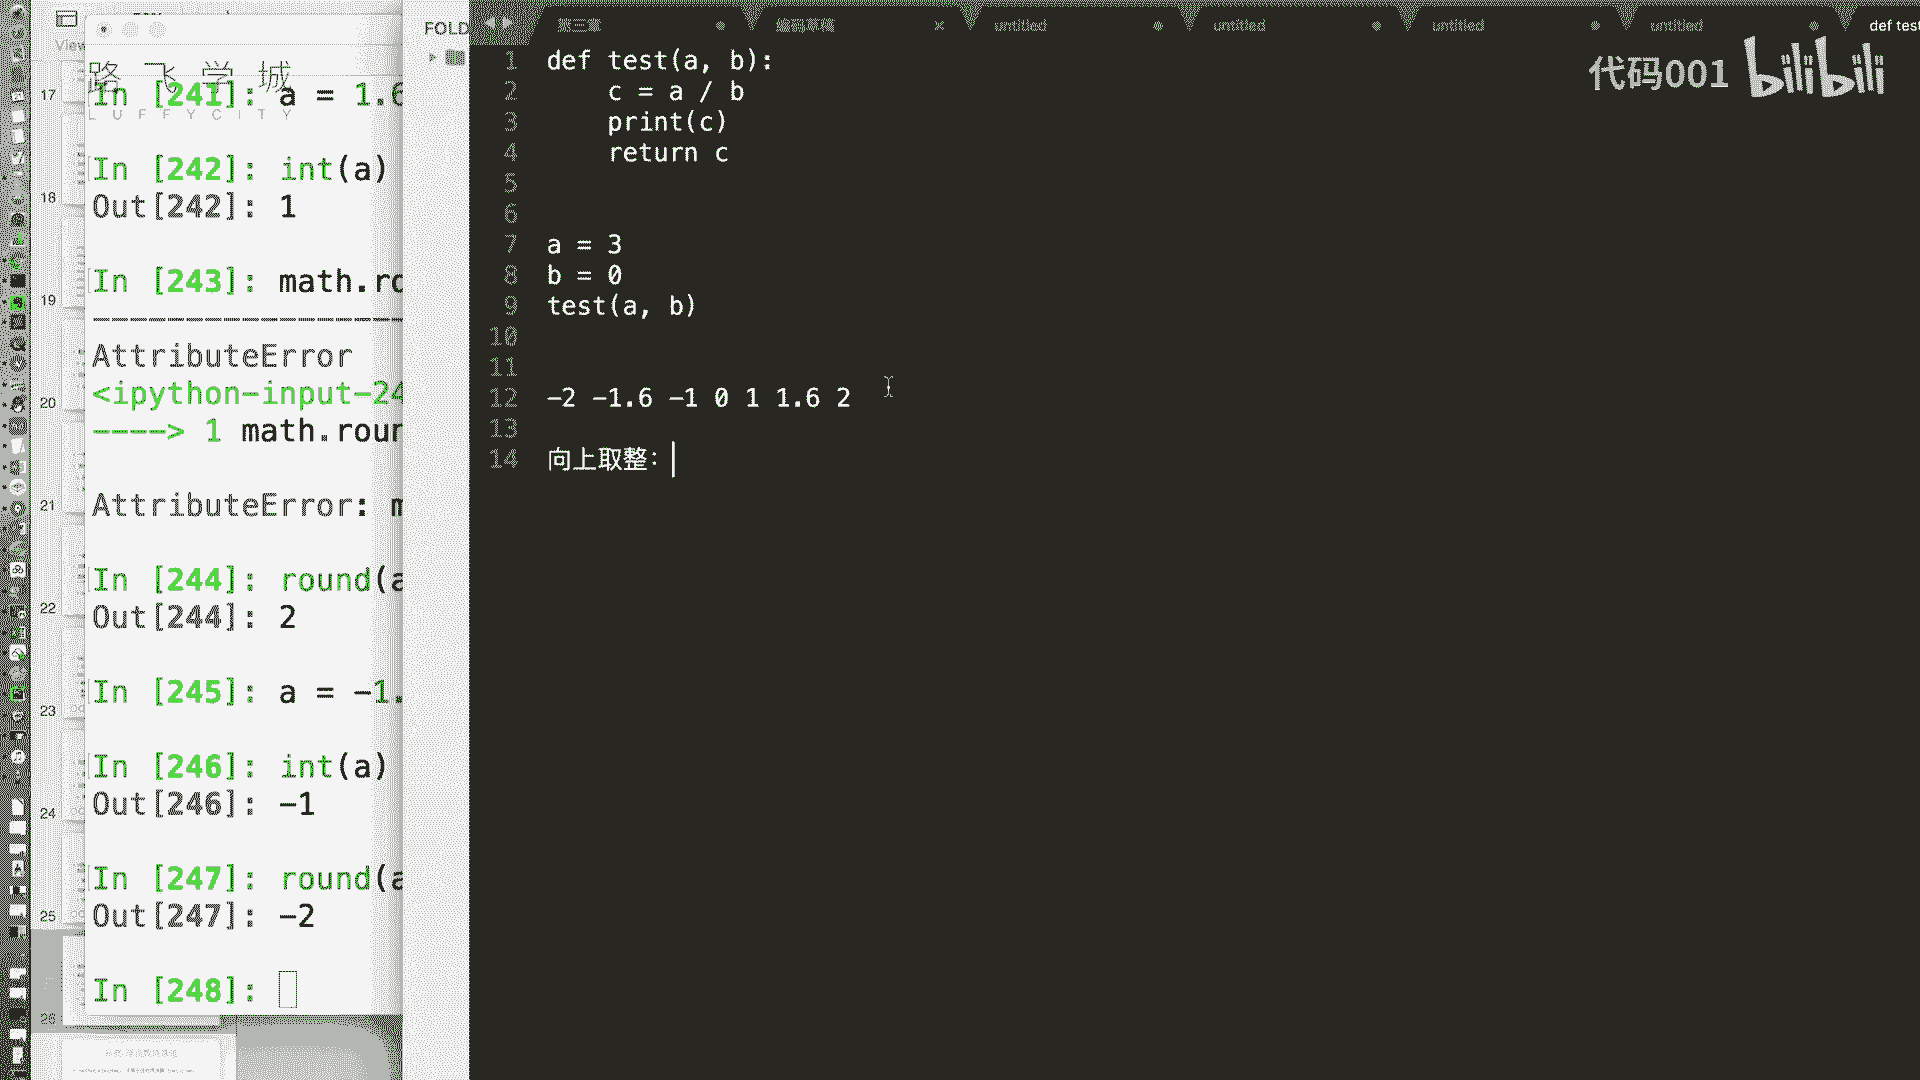 View
路飞学城
LUFFYCITY
17
18
19
20
21
22
23
24
25
26
In [241]: a = 1.6
In [242]: int(a)
Out[242]: 1
In [243]: math.ro
AttributeError
<ipython-input-24
----> 1 math.roun
AttributeError: m
In [244]: round(a
Out[244]: 2
In [245]: a = -1.
In [246]: int(a)
Out[246]: -1
In [247]: round(a
Out[247]: -2
In [248]:
FOLD
第三章
编码草稿
untitled
untitled
untitled
untitled
def test
代码001 bilibili
1 def test(a, b):
2 c = a / b
3 print(c)
4 return c
5
6
7 a = 3
8 b = 0
9 test(a, b)
10
11
12 -2 -1.6 -1 0 1 1.6 2
13
14 向上取整：